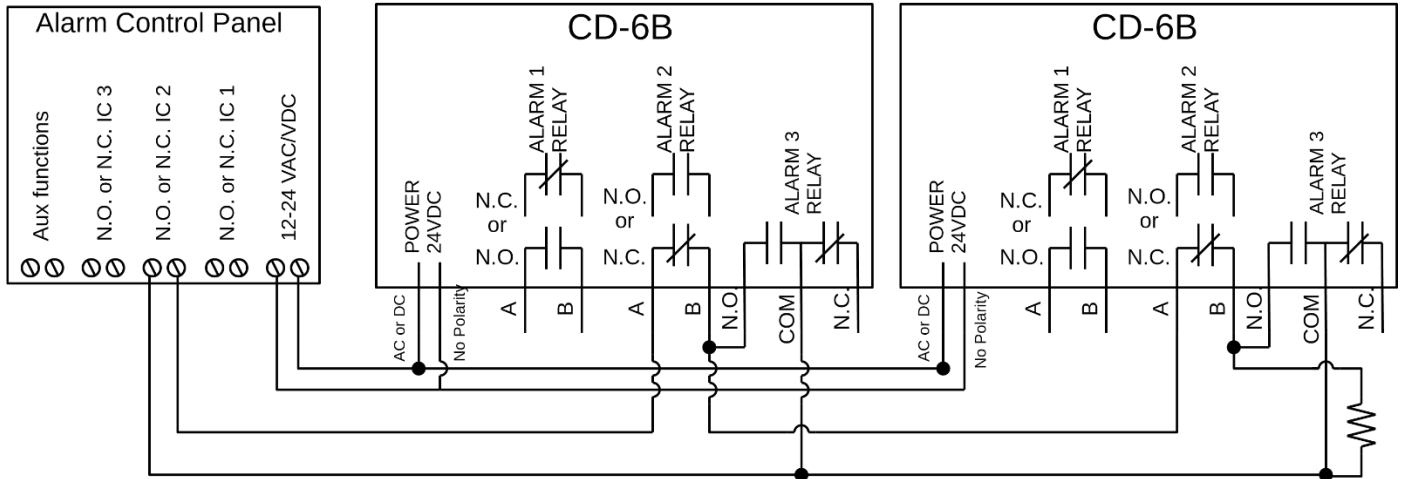 Alarm Control Panel
Aux functions
N.O. or N.C. IC 3
N.O. or N.C. IC 2
N.O. or N.C. IC 1
12-24 VAC/VDC
CD-6B
POWER
24VDC
N.C.
or
N.O.
ALARM 1
RELAY
N.O.
or
N.C.
ALARM 2
RELAY
ALARM 3
RELAY
AC or DC
No Polarity
A
B
A
B
N.O.
COM
N.C.
CD-6B
POWER
24VDC
N.C.
or
N.O.
ALARM 1
RELAY
N.O.
or
N.C.
ALARM 2
RELAY
ALARM 3
RELAY
AC or DC
No Polarity
A
B
A
B
N.O.
COM
N.C.